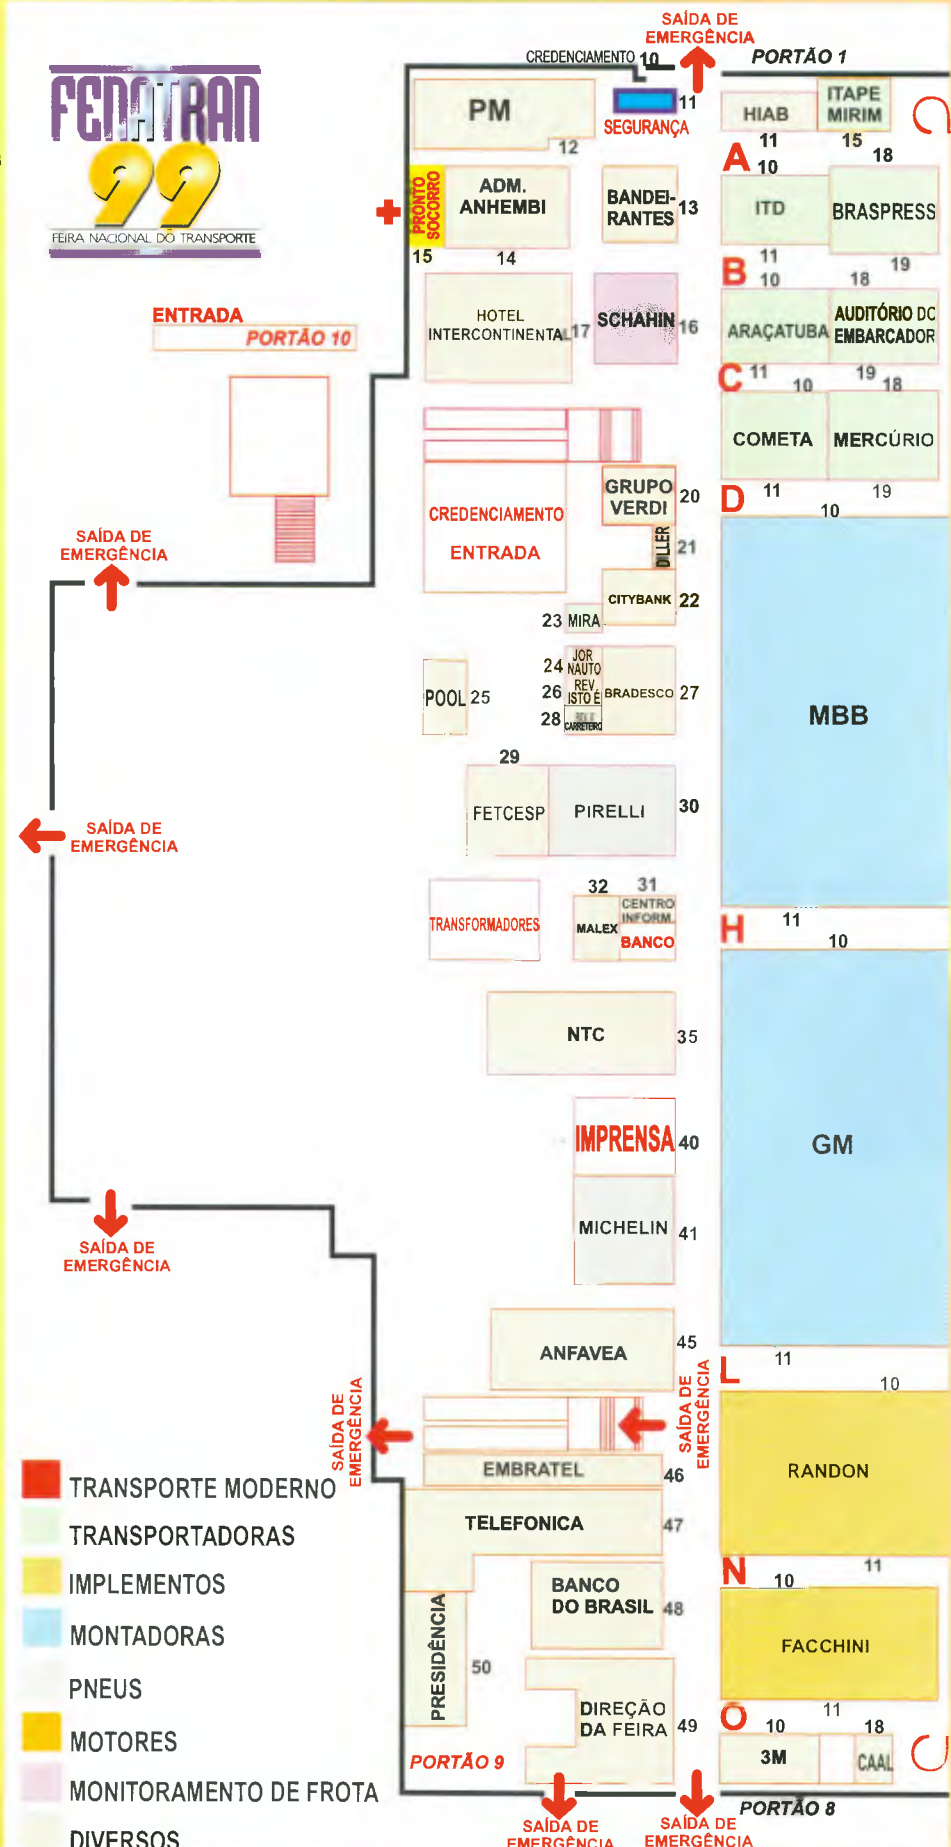 SAÍDA DE
EMERGÊNCIA
CREDENCIAMENTO 10
PORTÃO 1
FENATRAN
99
FEIRA NACIONAL DO TRANSPORTE
PM
12
11
SEGURANÇA
HIAB
11
ITAPE
MIRIM
15
18
A
10
PRONTO
SOCORRO
15
ADM.
ANHEMBI
14
BANDEI-
RANTES
13
ITD
11
BRASPRESS
19
B
10
18
HOTEL
INTERCONTINENTAL
17
SCHAHIN
16
ARAÇATUBA
11
AUDITÓRIO DO
EMBARCADOR
19
ENTRADA
PORTÃO 10
C
10
18
COMETA
11
MERCÚRIO
19
D
10
CREDENCIAMENTO
ENTRADA
GRUPO
VERDI
20
DILLER
21
CITYBANK
22
23
MIRA
SAÍDA DE
EMERGÊNCIA
POOL
25
24
JOR
NAUTO
26
REV
ISTO É
28
CARRETEIRO
BRADESCO
27
MBB
11
29
FETCESP
PIRELLI
30
SAÍDA DE
EMERGÊNCIA
TRANSFORMADORES
32
MALEX
31
CENTRO
INFORM.
BANCO
H
10
NTC
35
IMPRENSA
40
GM
11
MICHELIN
41
SAÍDA DE
EMERGÊNCIA
ANFAVEA
45
L
10
SAÍDA DE
EMERGÊNCIA
SAÍDA DE
EMERGÊNCIA
EMBRATEL
46
RANDON
11
TELEFONICA
47
N
10
BANCO
DO BRASIL
48
FACCHINI
11
PRESIDÊNCIA
50
DIREÇÃO
DA FEIRA
49
O
10
18
3M
CAAL
PORTÃO 9
PORTÃO 8
SAÍDA DE
EMERGÊNCIA
SAÍDA DE
EMERGÊNCIA
TRANSPORTE MODERNO
TRANSPORTADORAS
IMPLEMENTOS
MONTADORAS
PNEUS
MOTORES
MONITORAMENTO DE FROTA
DIVERSOS